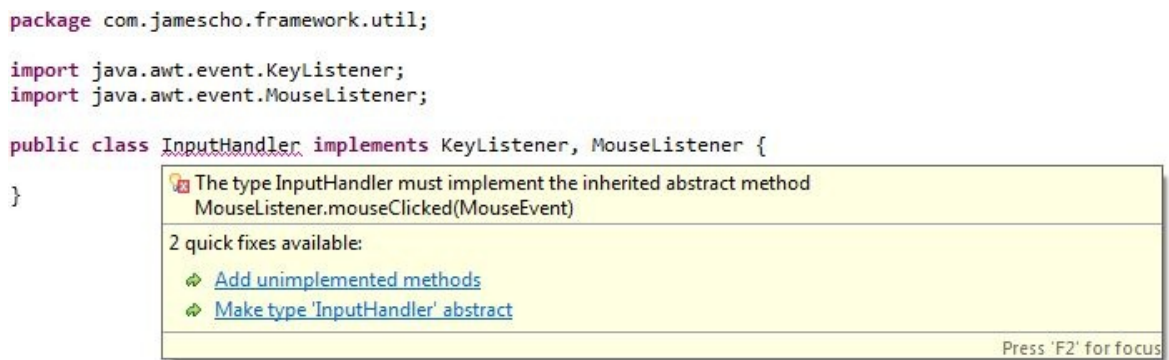 package com.jamescho.framework.util;
import java.awt.event.KeyListener;
import java.awt.event.MouseListener;
public class InputHandler implements KeyListener, MouseListener {
}
The type InputHandler must implement the inherited abstract method
MouseListener.mouseClicked(MouseEvent)
2 quick fixes available:
Add unimplemented methods
Make type 'InputHandler' abstract
Press 'F2' for focus